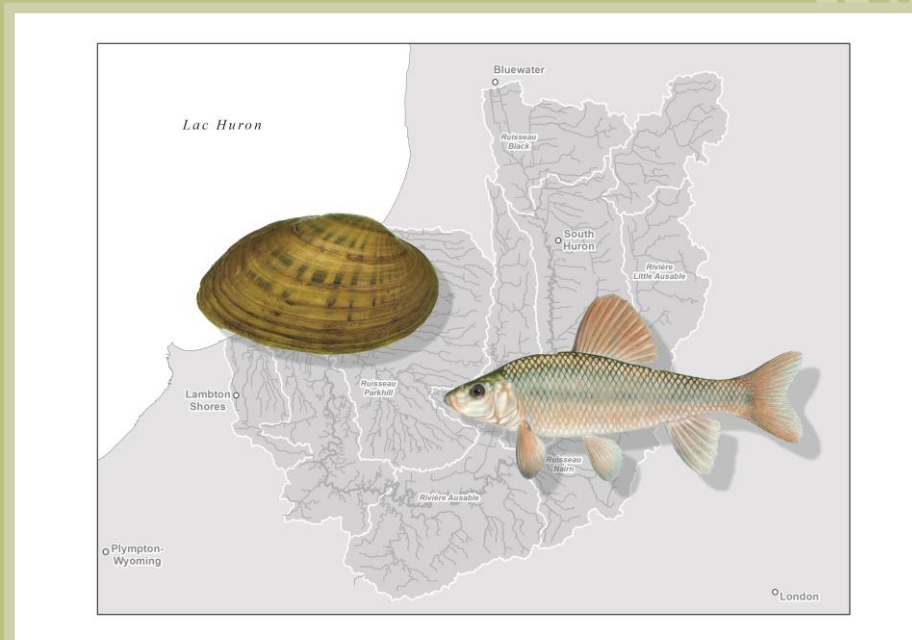 Bluewater
Lac Huron
Ruisseau
Black
South
Huron
Rivière
Little Ausable
Ruisseau
Parkhill
Lambton
Shores
Ruisseau
Nairn
Rivière Ausable
Plympton-
Wyoming
London